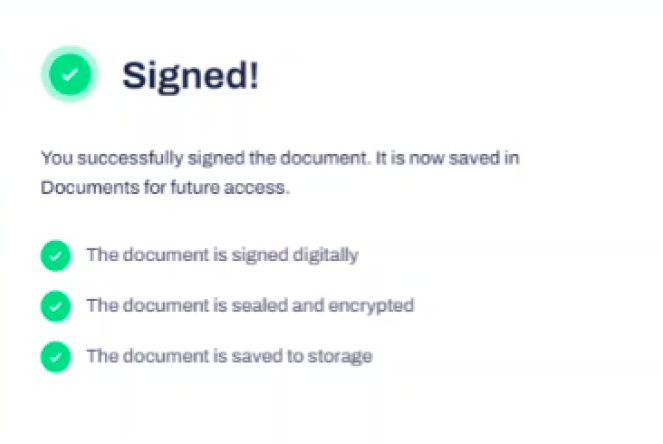 Signed!
You successfully signed the document. It is now saved in
Documents for future access.
The document is signed digitally
The document is sealed and encrypted
The document is saved to storage